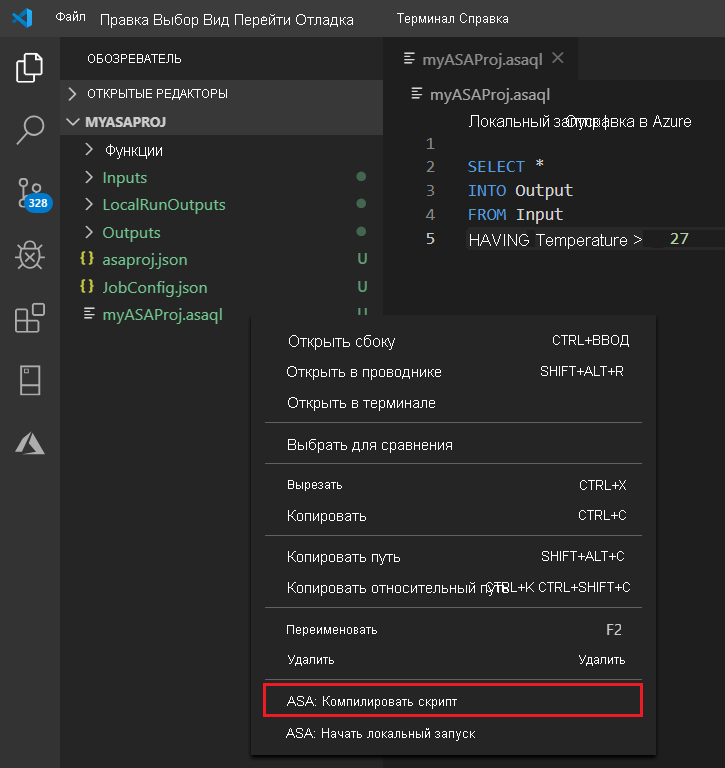 Файл Правка Выбор Вид Перейти Отладка Терминал Справка
ОБОЗРЕВАТЕЛЬ
ОТКРЫТЫЕ РЕДАКТОРЫ
MYASAPROJ
Функции
Inputs
LocalRunOutputs
Outputs
{} asaproj.json U
{} JobConfig.json U
myASAProj.asaql U
328
myASAProj.asaql
myASAProj.asaql
Локальный запуск | Отправка в Azure
1
2 SELECT *
3 INTO Output
4 FROM Input
5 HAVING Temperature > 27
Открыть сбоку CTRL+ВВОД
Открыть в проводнике SHIFT+ALT+R
Открыть в терминале
Выбрать для сравнения
Вырезать CTRL+X
Копировать CTRL+C
Копировать путь SHIFT+ALT+C
Копировать относительный путь CTRL+K CTRL+SHIFT+C
Переименовать F2
Удалить Удалить
ASA: Компилировать скрипт
ASA: Начать локальный запуск